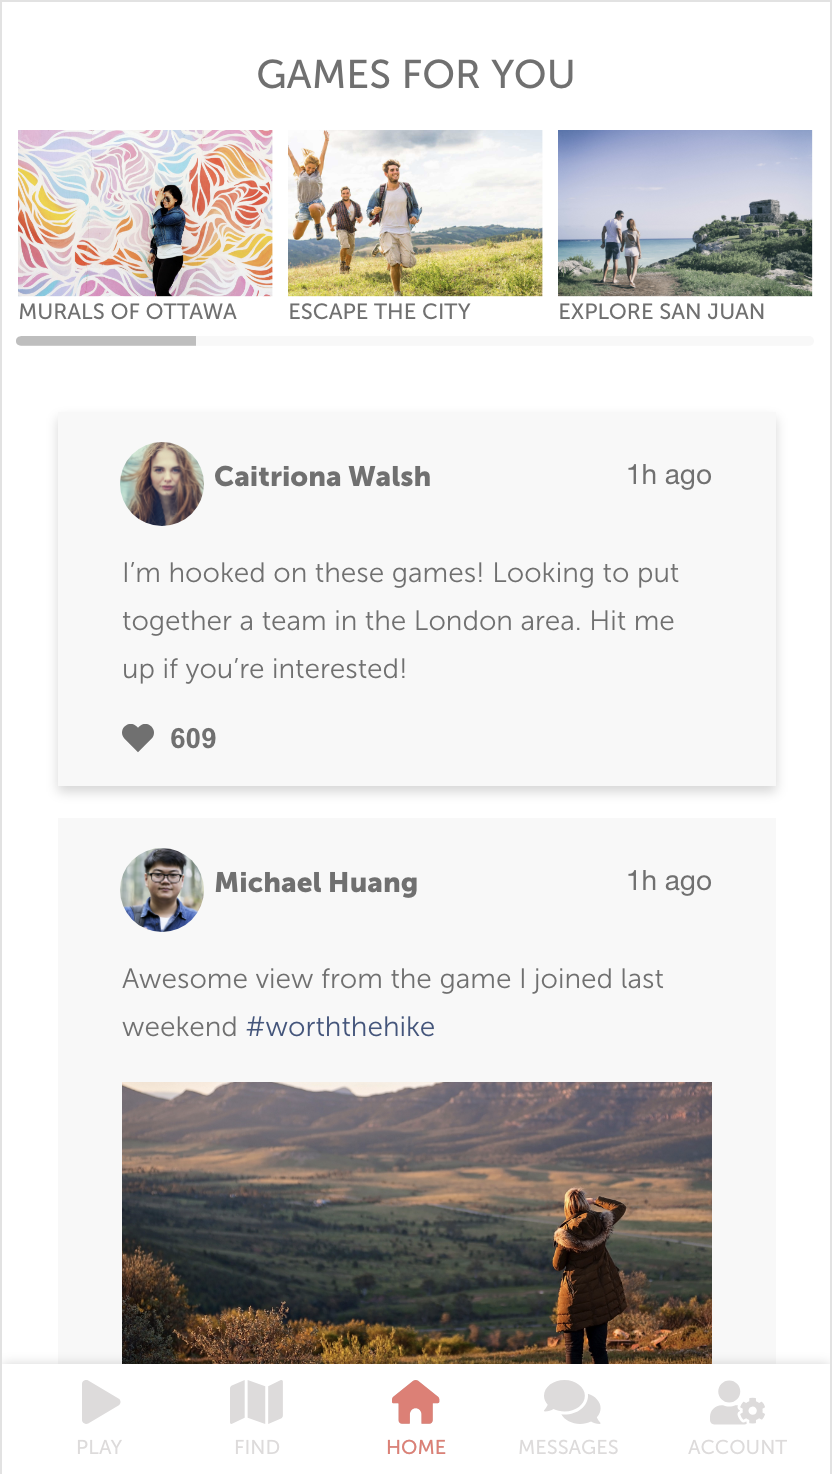 GAMES FOR YOU
MURALS OF OTTAWA
ESCAPE THE CITY
EXPLORE SAN JUAN
Caitriona Walsh
1h ago
I’m hooked on these games! Looking to put
together a team in the London area. Hit me
up if you’re interested!
609
Michael Huang
1h ago
Awesome view from the game I joined last
weekend #worththehike
PLAY
FIND
HOME
MESSAGES
ACCOUNT